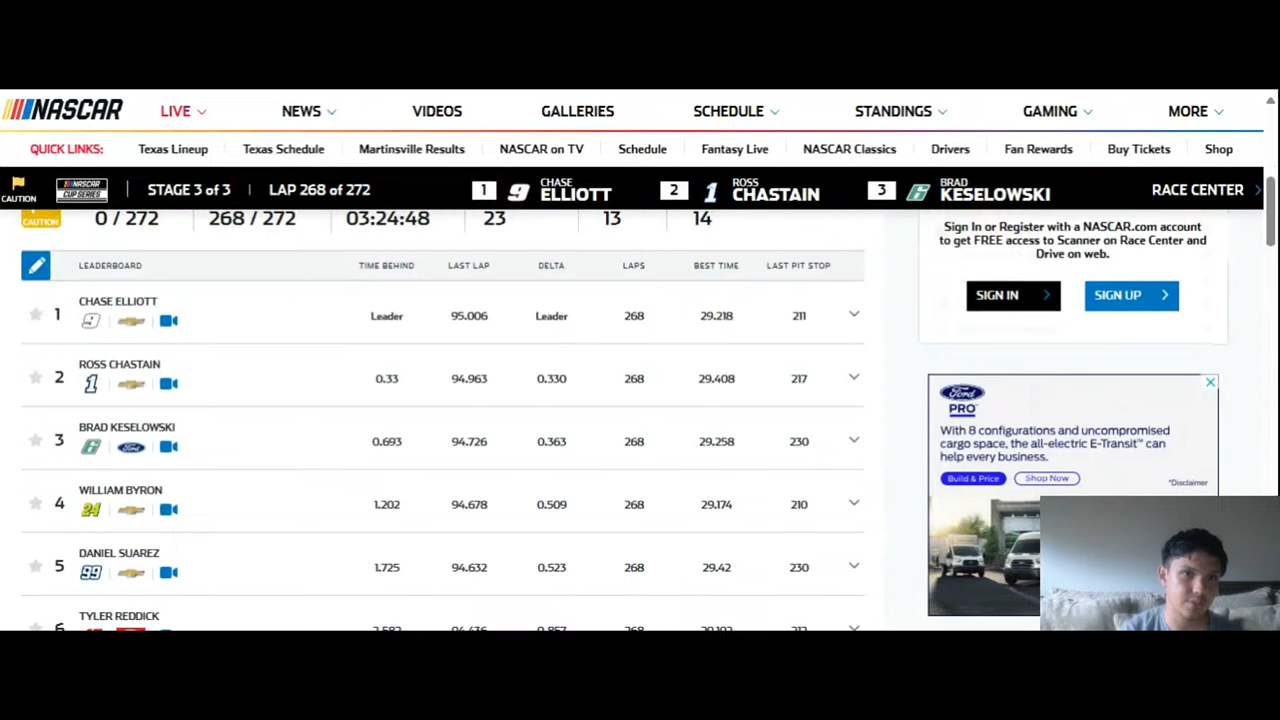 NASCAR LIVE NEWS VIDEOS GALLERIES SCHEDULE STANDINGS GAMING MORE
QUICK LINKS: Texas Lineup Texas Schedule Martinsville Results NASCAR on TV Schedule Fantasy Live NASCAR Classics Drivers Fan Rewards Buy Tickets Shop
CAUTION NASCAR CUP SERIES STAGE 3 of 3 LAP 268 of 272 1 9 CHASE ELLIOTT 2 1 ROSS CHASTAIN 3 6 BRAD KESELOWSKI RACE CENTER
CAUTION 0 / 272 268 / 272 03:24:48 23 13 14
LEADERBOARD TIME BEHIND LAST LAP DELTA LAPS BEST TIME LAST PIT STOP
1 CHASE ELLIOTT Leader 95.006 Leader 268 29.218 211
9
2 ROSS CHASTAIN 0.33 94.963 0.330 268 29.408 217
1
3 BRAD KESELOWSKI 0.693 94.726 0.363 268 29.258 230
6 Ford
4 WILLIAM BYRON 1.202 94.678 0.509 268 29.174 210
24
5 DANIEL SUAREZ 1.725 94.632 0.523 268 29.42 230
99
TYLER REDDICK
Sign In or Register with a NASCAR.com account
to get FREE access to Scanner on Race Center and
Drive on web.
SIGN IN SIGN UP
Ford
PRO™
With 8 configurations and uncompromised
cargo space, the all-electric E-Transit™ can
help every business.
Build & Price Shop Now *Disclaimer